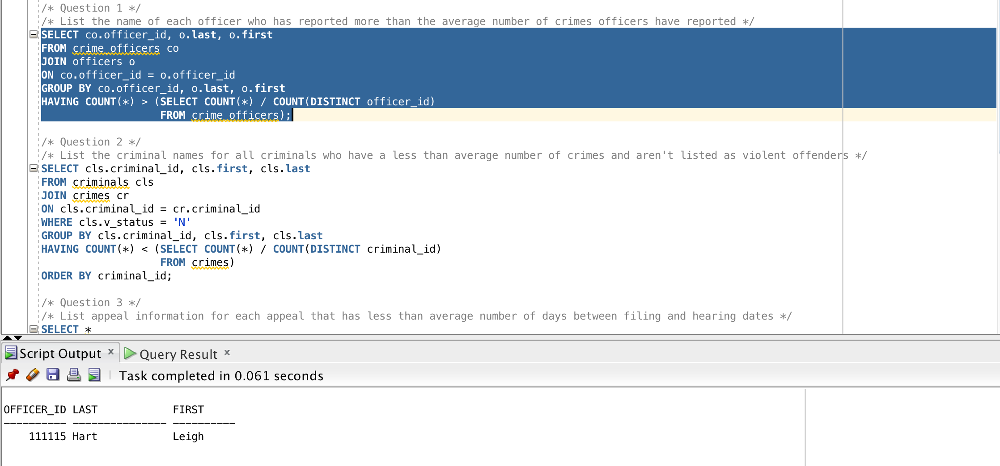 /* Question 1 */
/* List the name of each officer who has reported more than the average number of crimes officers have reported */
SELECT co.officer_id, o.last, o.first
FROM crime_officers co
JOIN officers o
ON co.officer_id = o.officer_id
GROUP BY co.officer_id, o.last, o.first
HAVING COUNT(*) > (SELECT COUNT(*) / COUNT(DISTINCT officer_id)
                   FROM crime_officers);
/* Question 2 */
/* List the criminal names for all criminals who have a less than average number of crimes and aren't listed as violent offenders */
SELECT cls.criminal_id, cls.first, cls.last
FROM criminals cls
JOIN crimes cr
ON cls.criminal_id = cr.criminal_id
WHERE cls.v_status = 'N'
GROUP BY cls.criminal_id, cls.first, cls.last
HAVING COUNT(*) < (SELECT COUNT(*) / COUNT(DISTINCT criminal_id)
                   FROM crimes)
ORDER BY criminal_id;
/* Question 3 */
/* List appeal information for each appeal that has less than average number of days between filing and hearing dates */
SELECT *
Script Output x Query Result x
Task completed in 0.061 seconds
OFFICER_ID LAST            FIRST
---------- --------------- ----------
    111115 Hart            Leigh